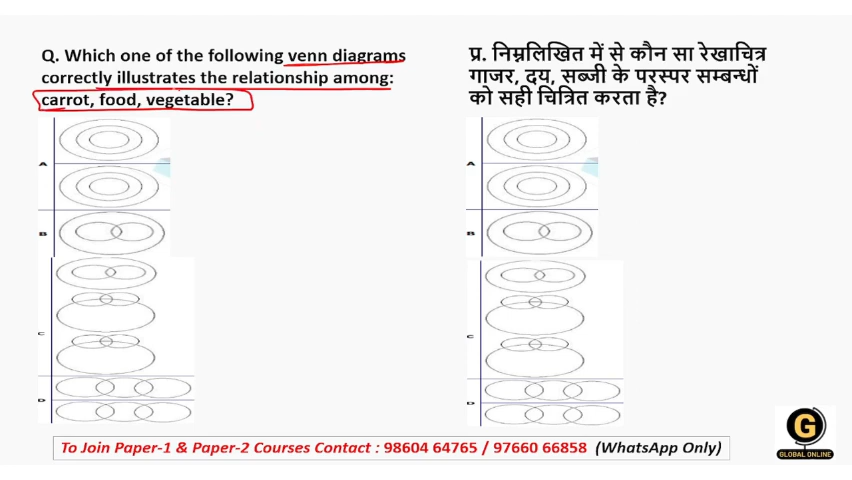 Q. Which one of the following venn diagrams
correctly illustrates the relationship among:
carrot, food, vegetable?
A
B
C
D
प्र. निम्नलिखित में से कौन सा रेखाचित्र
गाजर, दय, सब्जी के परस्पर सम्बन्धों
को सही चित्रित करता है?
A
B
C
D
To Join Paper-1 & Paper-2 Courses Contact : 98604 64765 / 97660 66858 (WhatsApp Only)
G
GLOBAL ONLINE